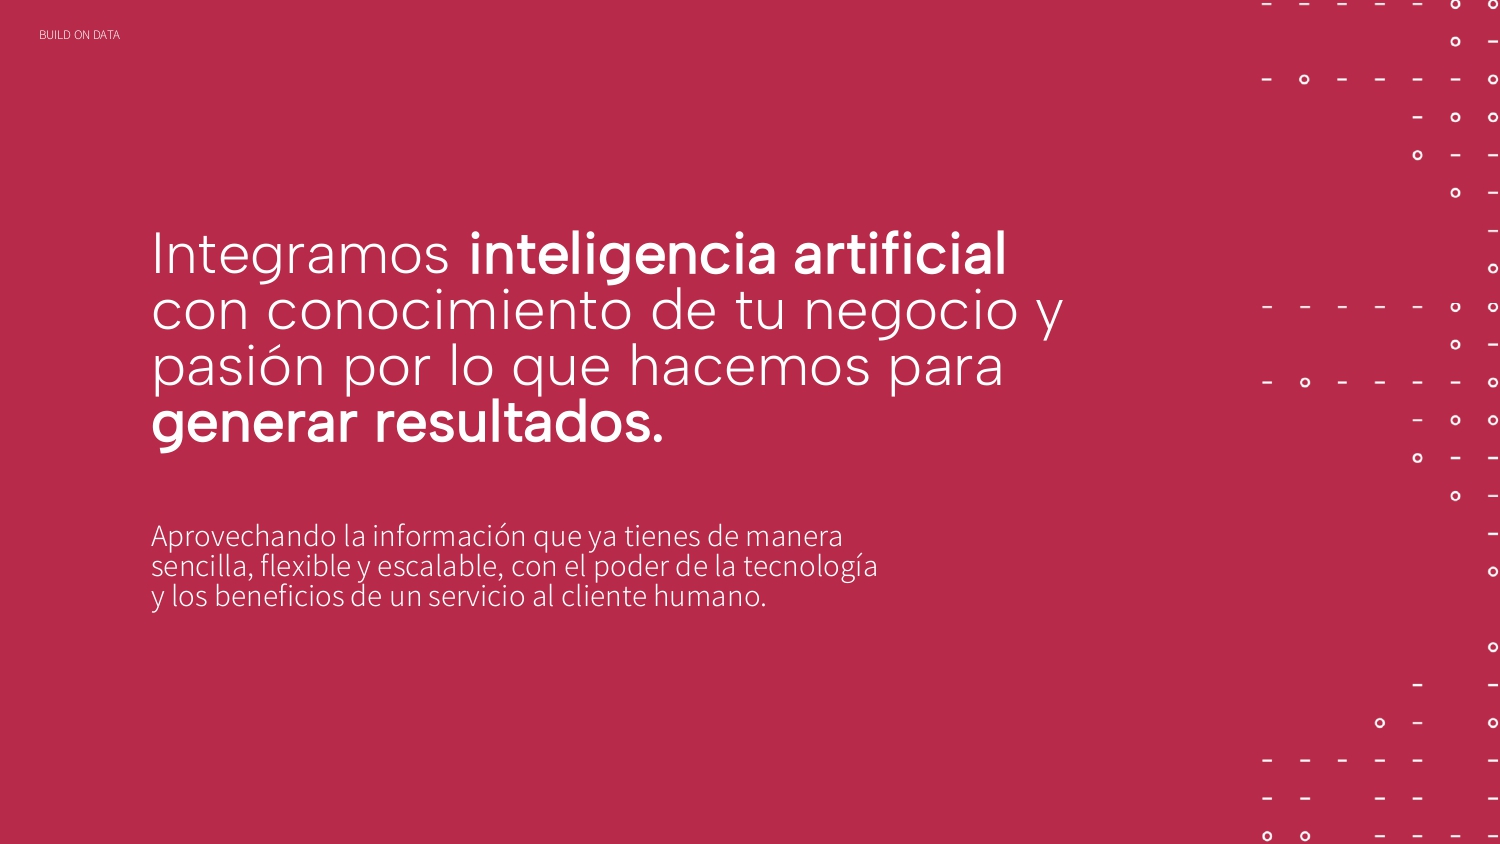 BUILD ON DATA
Integramos inteligencia artificial
con conocimiento de tu negocio y
pasión por lo que hacemos para
generar resultados.
Aprovechando la información que ya tienes de manera
sencilla, flexible y escalable, con el poder de la tecnología
y los beneficios de un servicio al cliente humano.